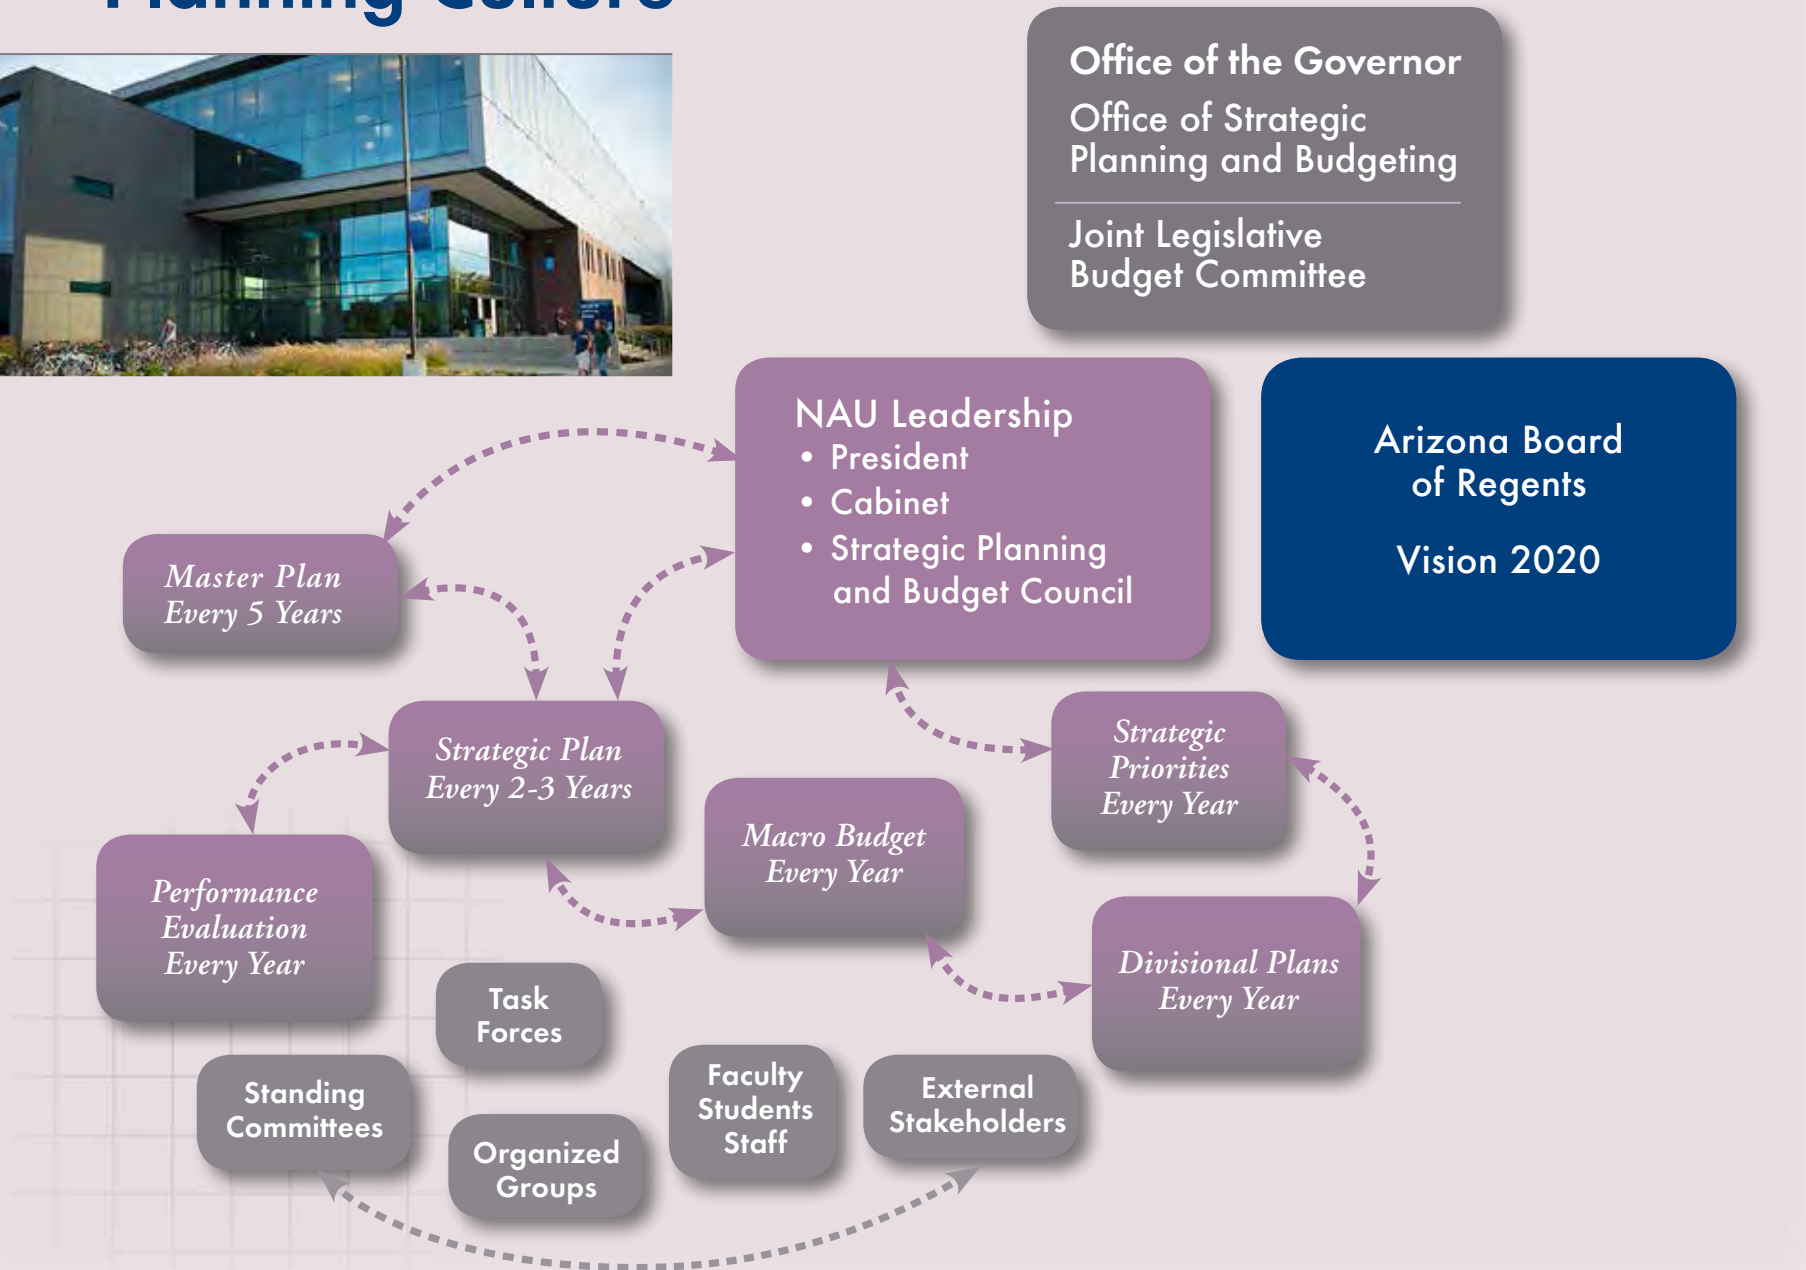 Planning Culture
Office of the Governor
Office of Strategic
Planning and Budgeting
Joint Legislative
Budget Committee
NAU Leadership
• President
• Cabinet
• Strategic Planning
and Budget Council
Arizona Board
of Regents
Vision 2020
Master Plan
Every 5 Years
Strategic Plan
Every 2-3 Years
Strategic
Priorities
Every Year
Macro Budget
Every Year
Performance
Evaluation
Every Year
Divisional Plans
Every Year
Task
Forces
Standing
Committees
Organized
Groups
Faculty
Students
Staff
External
Stakeholders